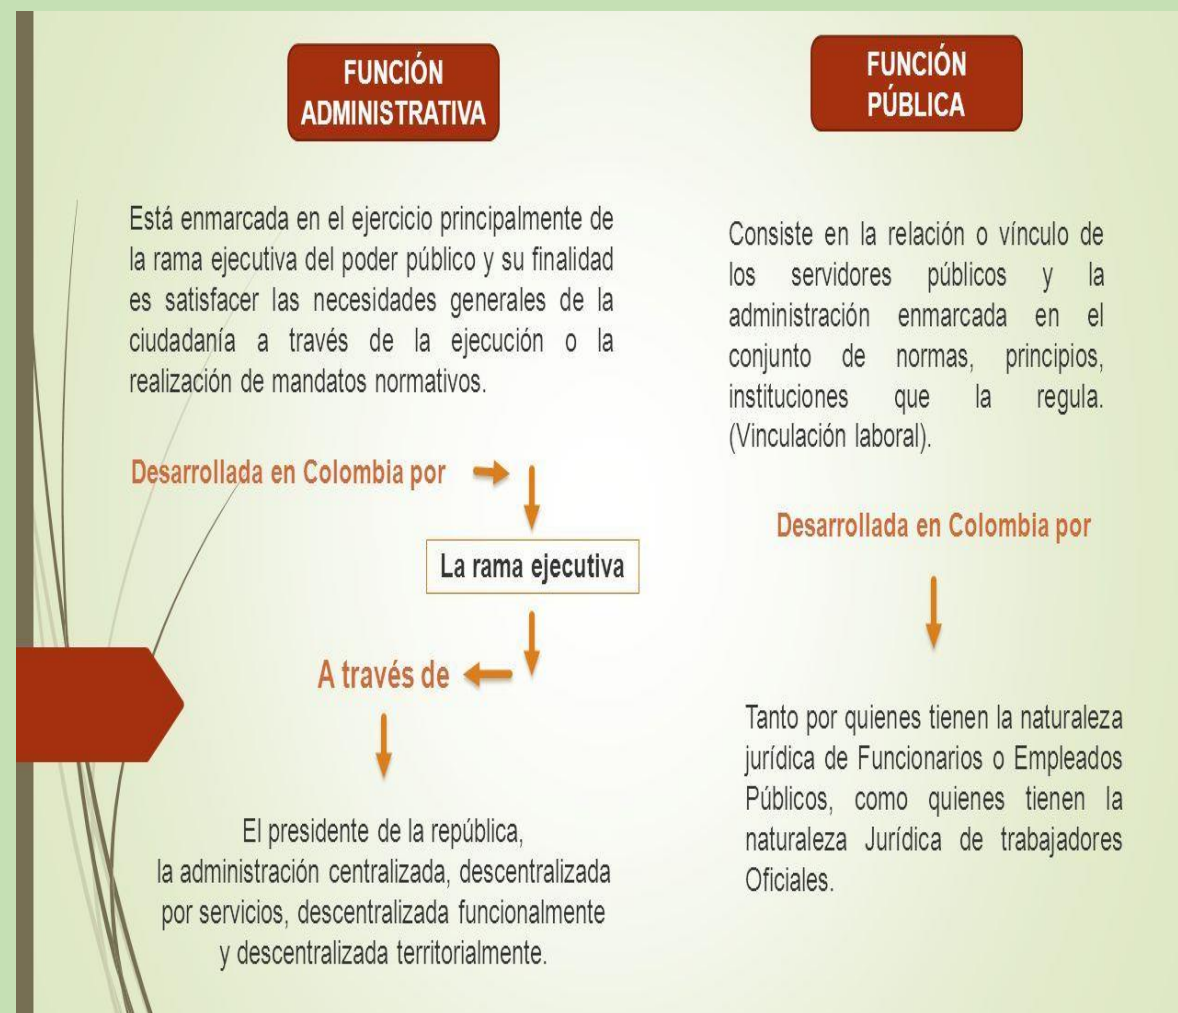 FUNCIÓN
ADMINISTRATIVA
Está enmarcada en el ejercicio principalmente de
la rama ejecutiva del poder público y su finalidad
es satisfacer las necesidades generales de la
ciudadanía a través de la ejecución o la
realización de mandatos normativos.
Desarrollada en Colombia por
La rama ejecutiva
A través de
El presidente de la república,
la administración centralizada, descentralizada
por servicios, descentralizada funcionalmente
y descentralizada territorialmente.
FUNCIÓN
PÚBLICA
Consiste en la relación o vínculo de
los servidores públicos y la
administración enmarcada en el
conjunto de normas, principios,
instituciones que la regula.
(Vinculación laboral).
Desarrollada en Colombia por
Tanto por quienes tienen la naturaleza
jurídica de Funcionarios o Empleados
Públicos, como quienes tienen la
naturaleza Jurídica de trabajadores
Oficiales.